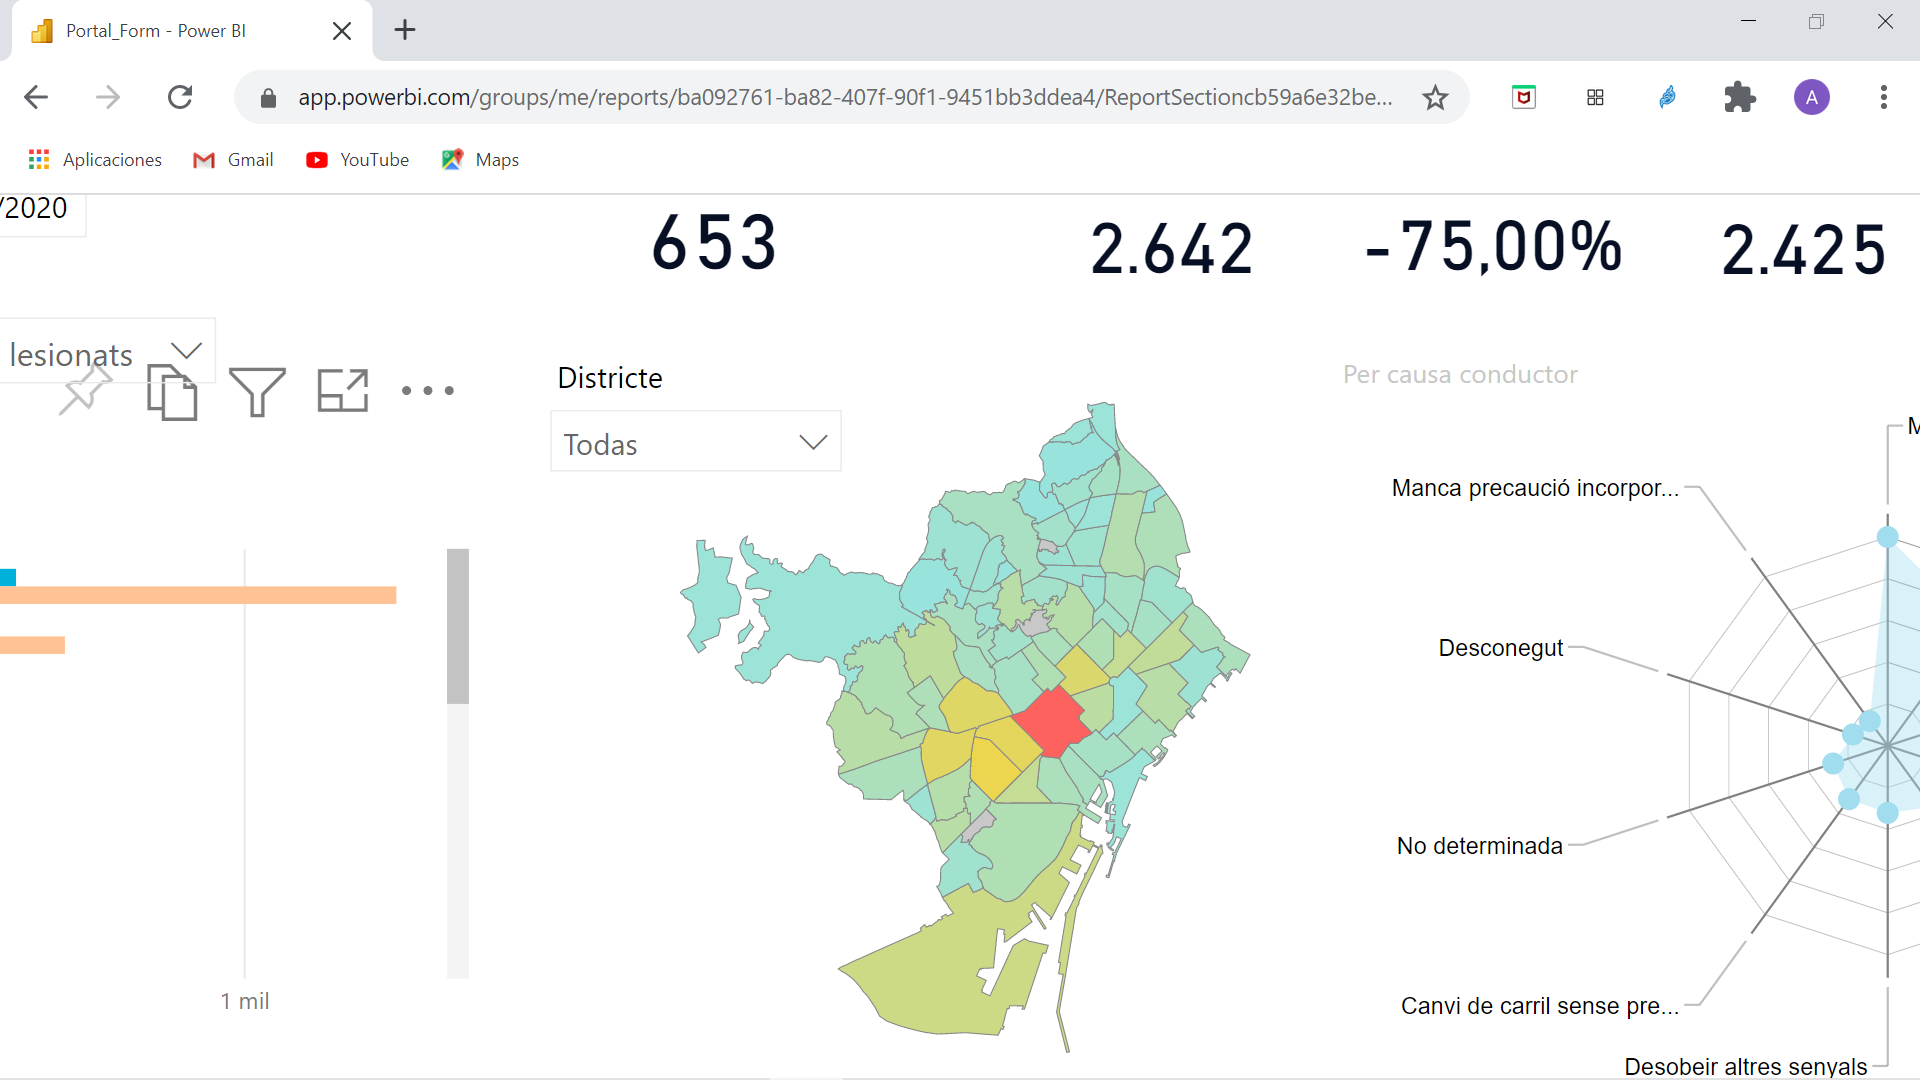 Portal_Form - Power BI
app.powerbi.com/groups/me/reports/ba092761-ba82-407f-90f1-9451bb3ddea4/ReportSectioncb59a6e32be...
A
Aplicaciones
Gmail
YouTube
Maps
/2020
653
2.642
-75,00%
2.425
lesionats
Districte
Todas
Per causa conductor
M
Manca precaució incorpor...
Desconegut
No determinada
Canvi de carril sense pre...
Desobeir altres senyals
1 mil